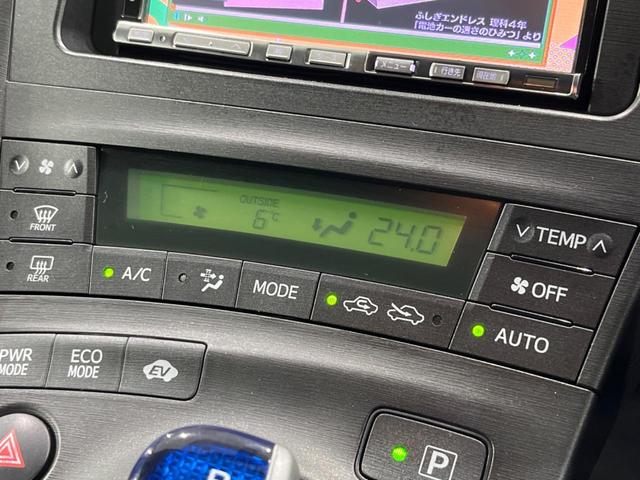 ふしぎエンドレス 理科4年
「電池カーの速さのひみつ」より
メニュー
行き先
現在地
OUTSIDE
6℃
24.0
TEMP
FRONT
OFF
REAR
A/C
MODE
AUTO
PWR
MODE
ECO
MODE
EV
P